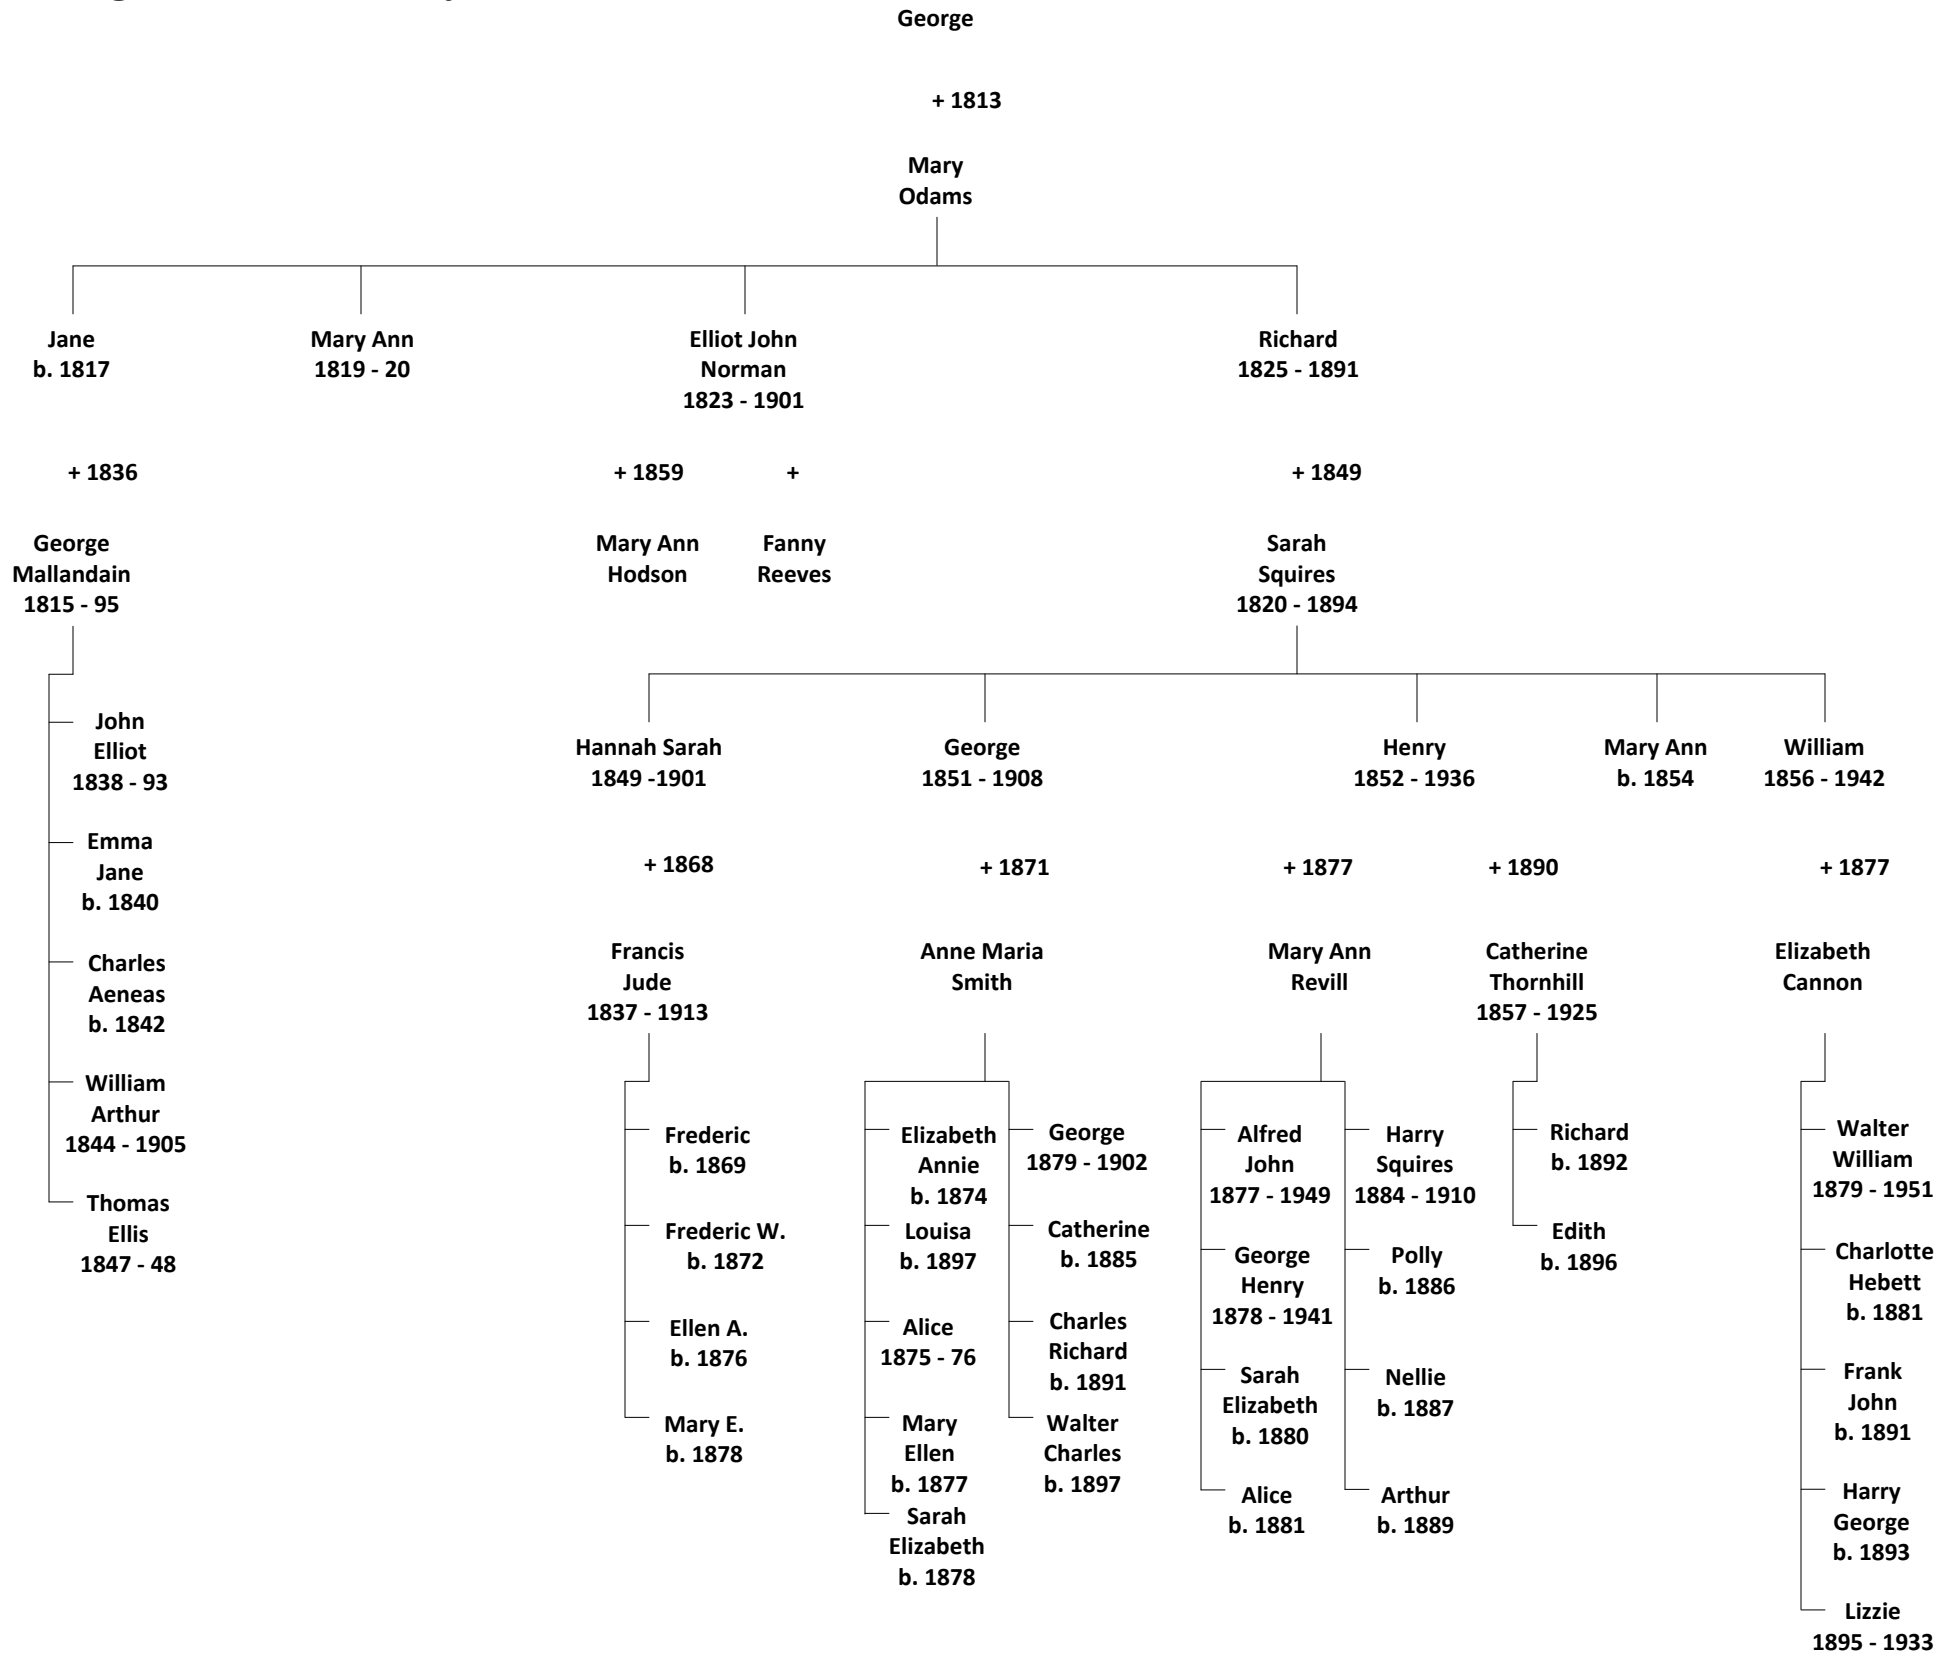 George
+ 1813
Mary
Odams
Jane
b. 1817
Mary Ann
1819 - 20
Elliot John
Norman
1823 - 1901
Richard
1825 - 1891
+ 1836
+ 1859
+
+ 1849
George
Mallandain
1815 - 95
Mary Ann
Hodson
Fanny
Reeves
Sarah
Squires
1820 - 1894
John
Elliot
1838 - 93
Emma
Jane
b. 1840
Charles
Aeneas
b. 1842
William
Arthur
1844 - 1905
Thomas
Ellis
1847 - 48
Hannah Sarah
1849 -1901
George
1851 - 1908
Henry
1852 - 1936
Mary Ann
b. 1854
William
1856 - 1942
+ 1868
+ 1871
+ 1877
+ 1890
+ 1877
Francis
Jude
1837 - 1913
Anne Maria
Smith
Mary Ann
Revill
Catherine
Thornhill
1857 - 1925
Elizabeth
Cannon
Frederic
b. 1869
Frederic W.
b. 1872
Ellen A.
b. 1876
Mary E.
b. 1878
Elizabeth
Annie
b. 1874
Louisa
b. 1897
Alice
1875 - 76
Mary
Ellen
b. 1877
Sarah
Elizabeth
b. 1878
George
1879 - 1902
Catherine
b. 1885
Charles
Richard
b. 1891
Walter
Charles
b. 1897
Alfred
John
1877 - 1949
George
Henry
1878 - 1941
Sarah
Elizabeth
b. 1880
Alice
b. 1881
Harry
Squires
1884 - 1910
Polly
b. 1886
Nellie
b. 1887
Arthur
b. 1889
Richard
b. 1892
Edith
b. 1896
Walter
William
1879 - 1951
Charlotte
Hebett
b. 1881
Frank
John
b. 1891
Harry
George
b. 1893
Lizzie
1895 - 1933